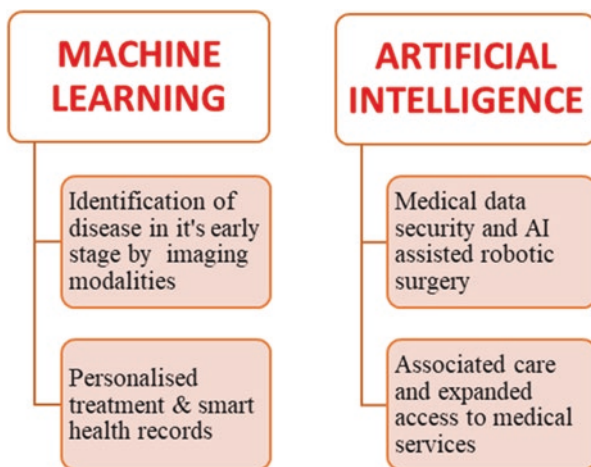 MACHINE
LEARNING
Identification of
disease in it's early
stage by imaging
modalities
Personalised
treatment & smart
health records
ARTIFICIAL
INTELLIGENCE
Medical data
security and AI
assisted robotic
surgery
Associated care
and expanded
access to medical
services